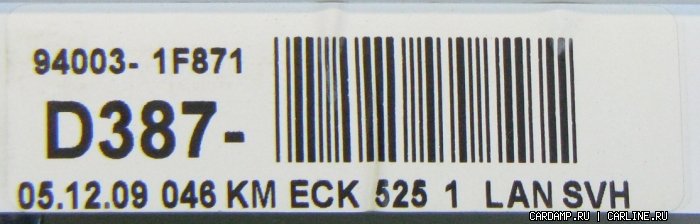 94003- 1F871
D387-
05.12.09 046 KM ECK 525 1 LAN SVH
CARDAMP.RU | CARLINE.RU